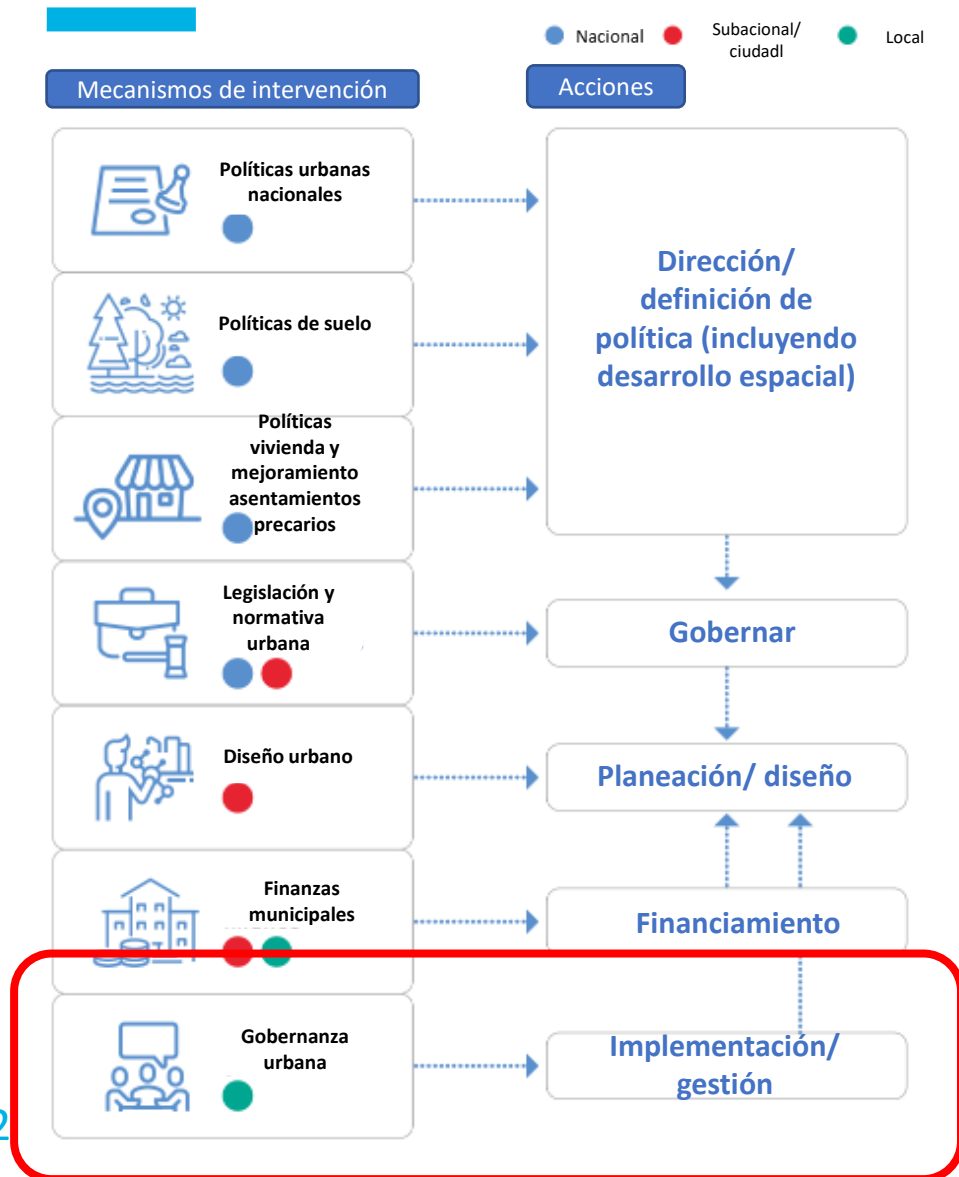 Nacional
Subacional/
ciudadl
Local
Mecanismos de intervención
Acciones
Políticas urbanas
nacionales
Políticas de suelo
Políticas
vivienda y
mejoramiento
asentamientos
precarios
Legislación y
normativa
urbana
Diseño urbano
Finanzas
municipales
Gobernanza
urbana
Dirección/
definición de
política (incluyendo
desarrollo espacial)
Gobernar
Planeación/ diseño
Financiamiento
Implementación/
gestión
2